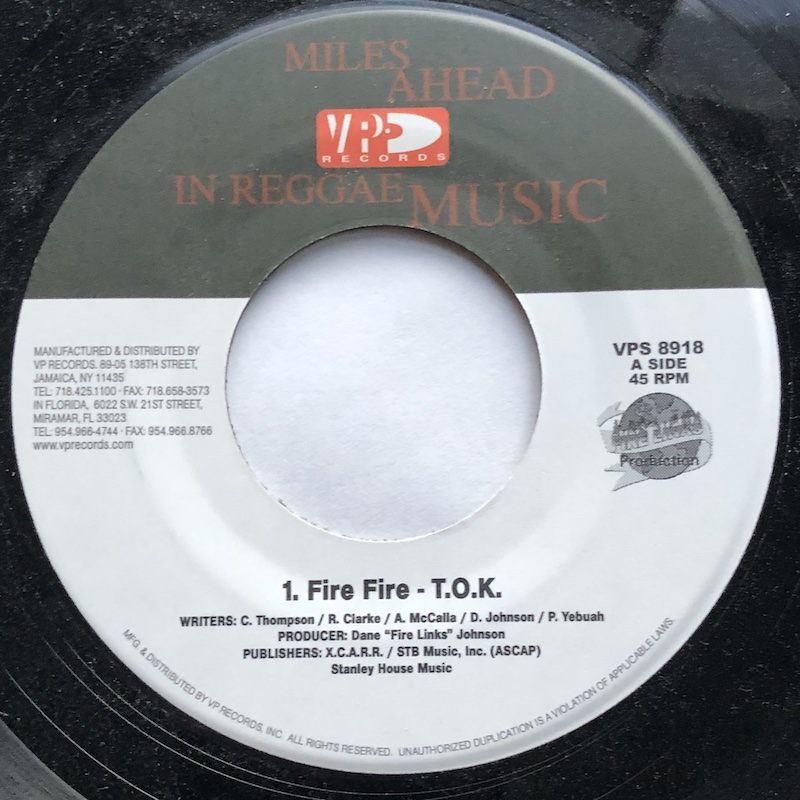 MILES
AHEAD
VP
RECORDS
IN REGGAE
MUSIC
MANUFACTURED & DISTRIBUTED BY
VP RECORDS. 89-05 138TH STREET,
JAMAICA, NY 11435
TEL: 718.425.1100 · FAX: 718.658-3573
IN FLORIDA, 6022 S.W. 21ST STREET,
MIRAMAR, FL 33023
TEL: 954.966-4744 · FAX: 954.966.8766
www.vprecords.com
VPS 8918
A SIDE
45 RPM
FIRE LINKS
Production
1. Fire Fire - T.O.K.
WRITERS: C. Thompson / R. Clarke / A. McCalla / D. Johnson / P. Yebuah
PRODUCER: Dane "Fire Links" Johnson
PUBLISHERS: X.C.A.R.R. / STB Music, Inc. (ASCAP)
Stanley House Music
MFG. & DISTRIBUTED BY VP RECORDS, INC. ALL RIGHTS RESERVED. UNAUTHORIZED DUPLICATION IS A VIOLATION OF APPLICABLE LAWS.